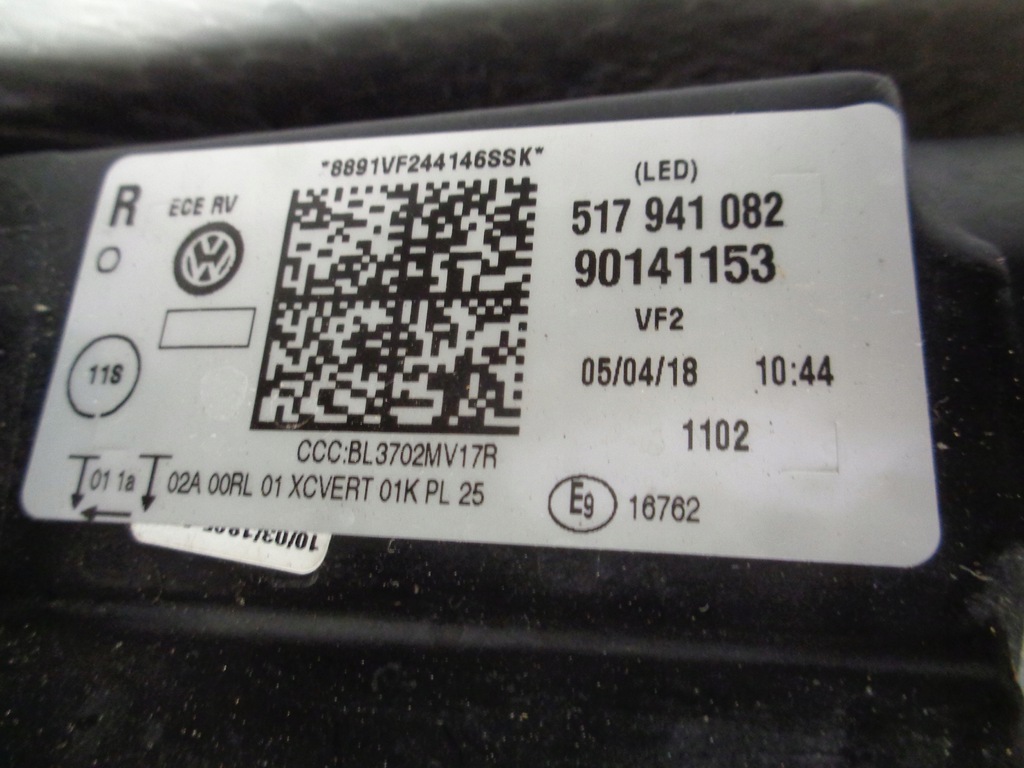 *8891VF244146SSK*
R
ECE RV
(LED)
517 941 082
90141153
VF2
11S
05/04/18 10:44
1102
CCC:BL3702MV17R
01 1a 02A 00RL 01 XCVERT 01K PL 25
E9 16762